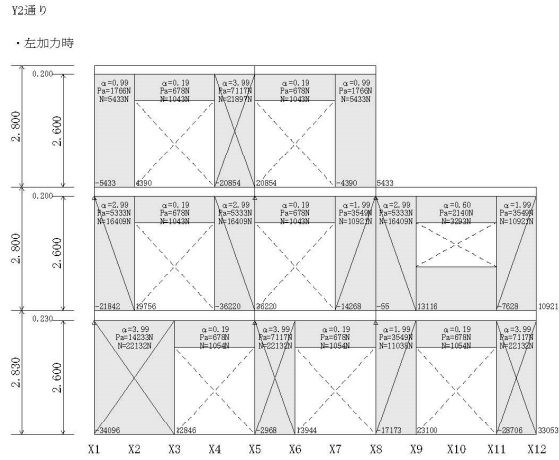 Y2通り
・左加力時
0.200
α=0.99 α=0.19 α=3.99 α=0.19 α=0.99
Pa=1766N Pa=678N Pa=7117N Pa=678N Pa=1766N
N=5433N N=1043N N=21897N N=1043N N=5433N
2.800 2.600
-5433 4390 -20854 20854 -4390 5433
0.200
α=2.99 α=0.19 α=2.99 α=0.19 α=1.99 α=2.99 α=0.60 α=1.99
Pa=5333N Pa=678N Pa=5333N Pa=678N Pa=3549N Pa=5333N Pa=2140N Pa=3549N
N=16409N N=1043N N=16409N N=1043N N=10921N N=16409N N=3293N N=10921N
2.800 2.600
-21842 19756 -36220 36220 -14268 -55 13116 -7628 10921
0.230
α=3.99 α=0.19 α=3.99 α=0.19 α=1.99 α=0.19 α=3.99
Pa=14233N Pa=678N Pa=7117N Pa=678N Pa=3549N Pa=678N Pa=7117N
N=22132N N=1054N N=22132N N=1054N N=11038N N=1054N N=22132N
2.830 2.600
-34096 12846 -2968 13944 -17173 23100 -28706 33053
X1 X2 X3 X4 X5 X6 X7 X8 X9 X10 X11 X12